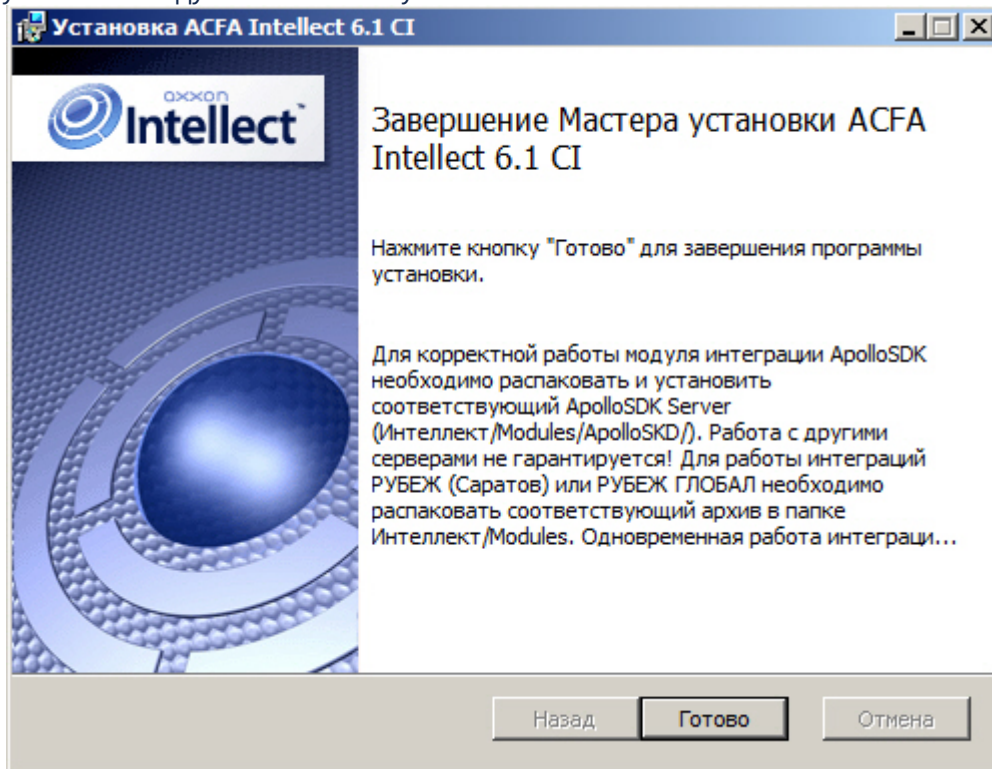 Установка ACFA Intellect 6.1 CI
axxon
Intellect
Завершение Мастера установки ACFA
Intellect 6.1 CI
Нажмите кнопку "Готово" для завершения программы
установки.
Для корректной работы модуля интеграции ApolloSDK
необходимо распаковать и установить
соответствующий ApolloSDK Server
(Интеллект/Modules/ApolloSKD/). Работа с другими
серверами не гарантируется! Для работы интеграций
РУБЕЖ (Саратов) или РУБЕЖ ГЛОБАЛ необходимо
распаковать соответствующий архив в папке
Интеллект/Modules. Одновременная работа интеграци...
Назад Готово Отмена